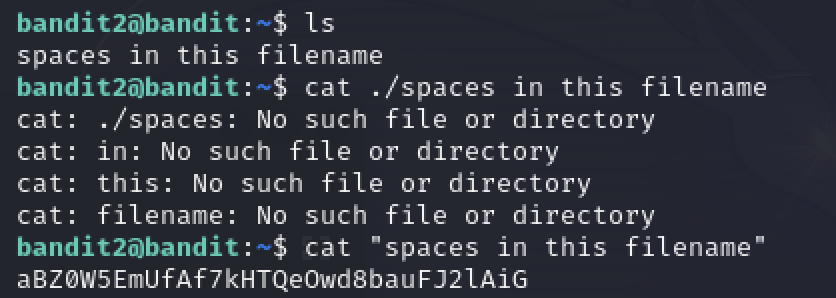 bandit2@bandit:~$ ls
spaces in this filename
bandit2@bandit:~$ cat ./spaces in this filename
cat: ./spaces: No such file or directory
cat: in: No such file or directory
cat: this: No such file or directory
cat: filename: No such file or directory
bandit2@bandit:~$ cat "spaces in this filename"
aBZ0W5EmUfAf7kHTQeOwd8bauFJ2lAiG